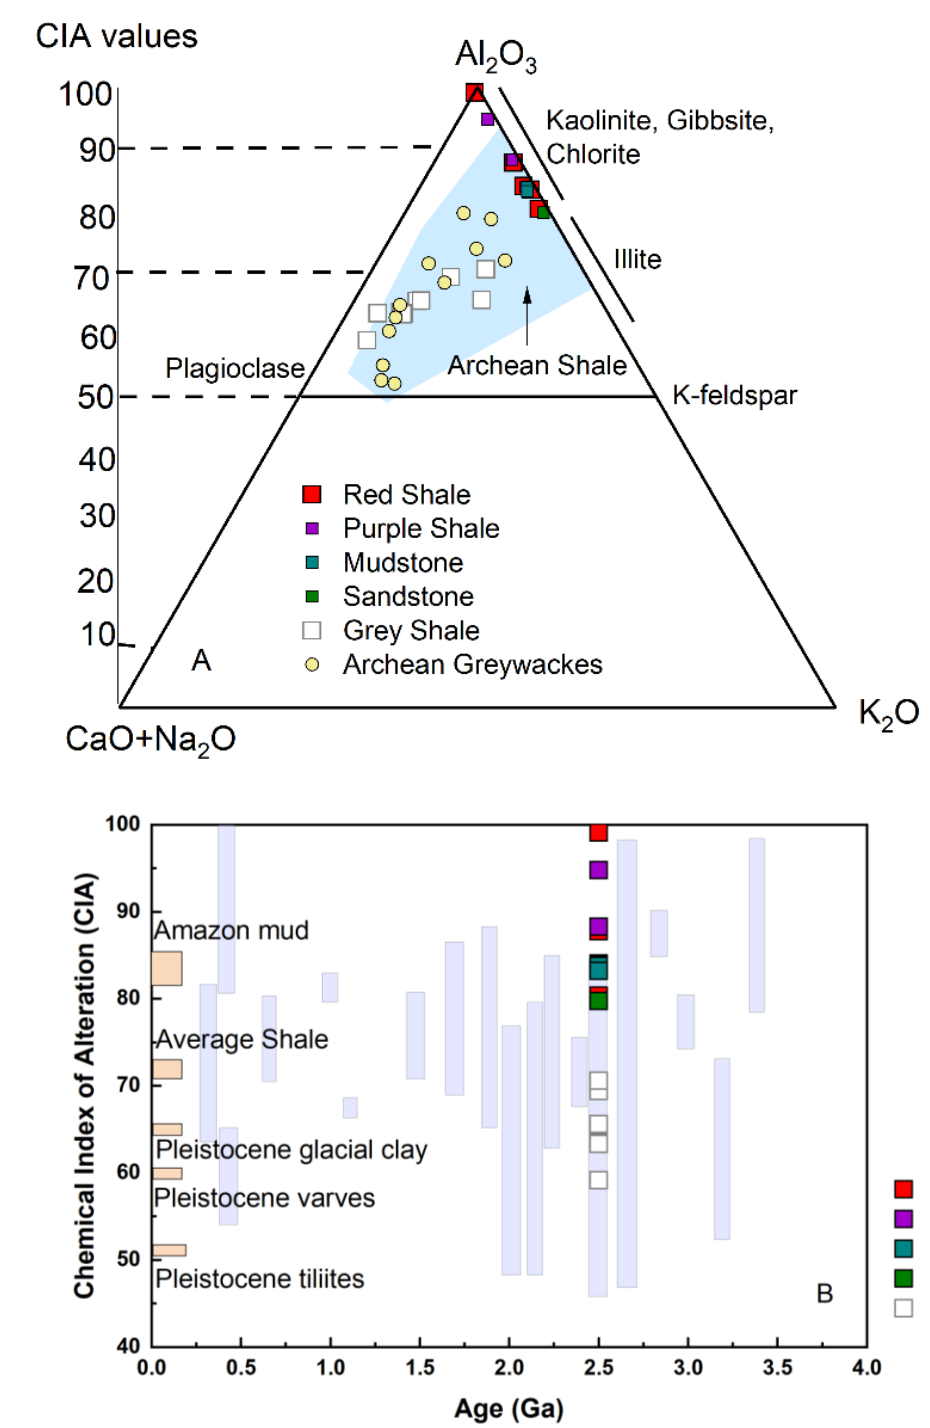 CIA values
Al₂O₃
100
Kaolinite, Gibbsite,
Chlorite
90
80
Illite
70
60
Plagioclase
Archean Shale
50
K-feldspar
40
30
20
10
Red Shale
Purple Shale
Mudstone
Sandstone
Grey Shale
Archean Greywackes
A
CaO+Na₂O
K₂O
Chemical Index of Alteration (CIA)
100
90
80
70
60
50
40
Amazon mud
Average Shale
Pleistocene glacial clay
Pleistocene varves
Pleistocene tiliites
B
0.0 0.5 1.0 1.5 2.0 2.5 3.0 3.5 4.0
Age (Ga)